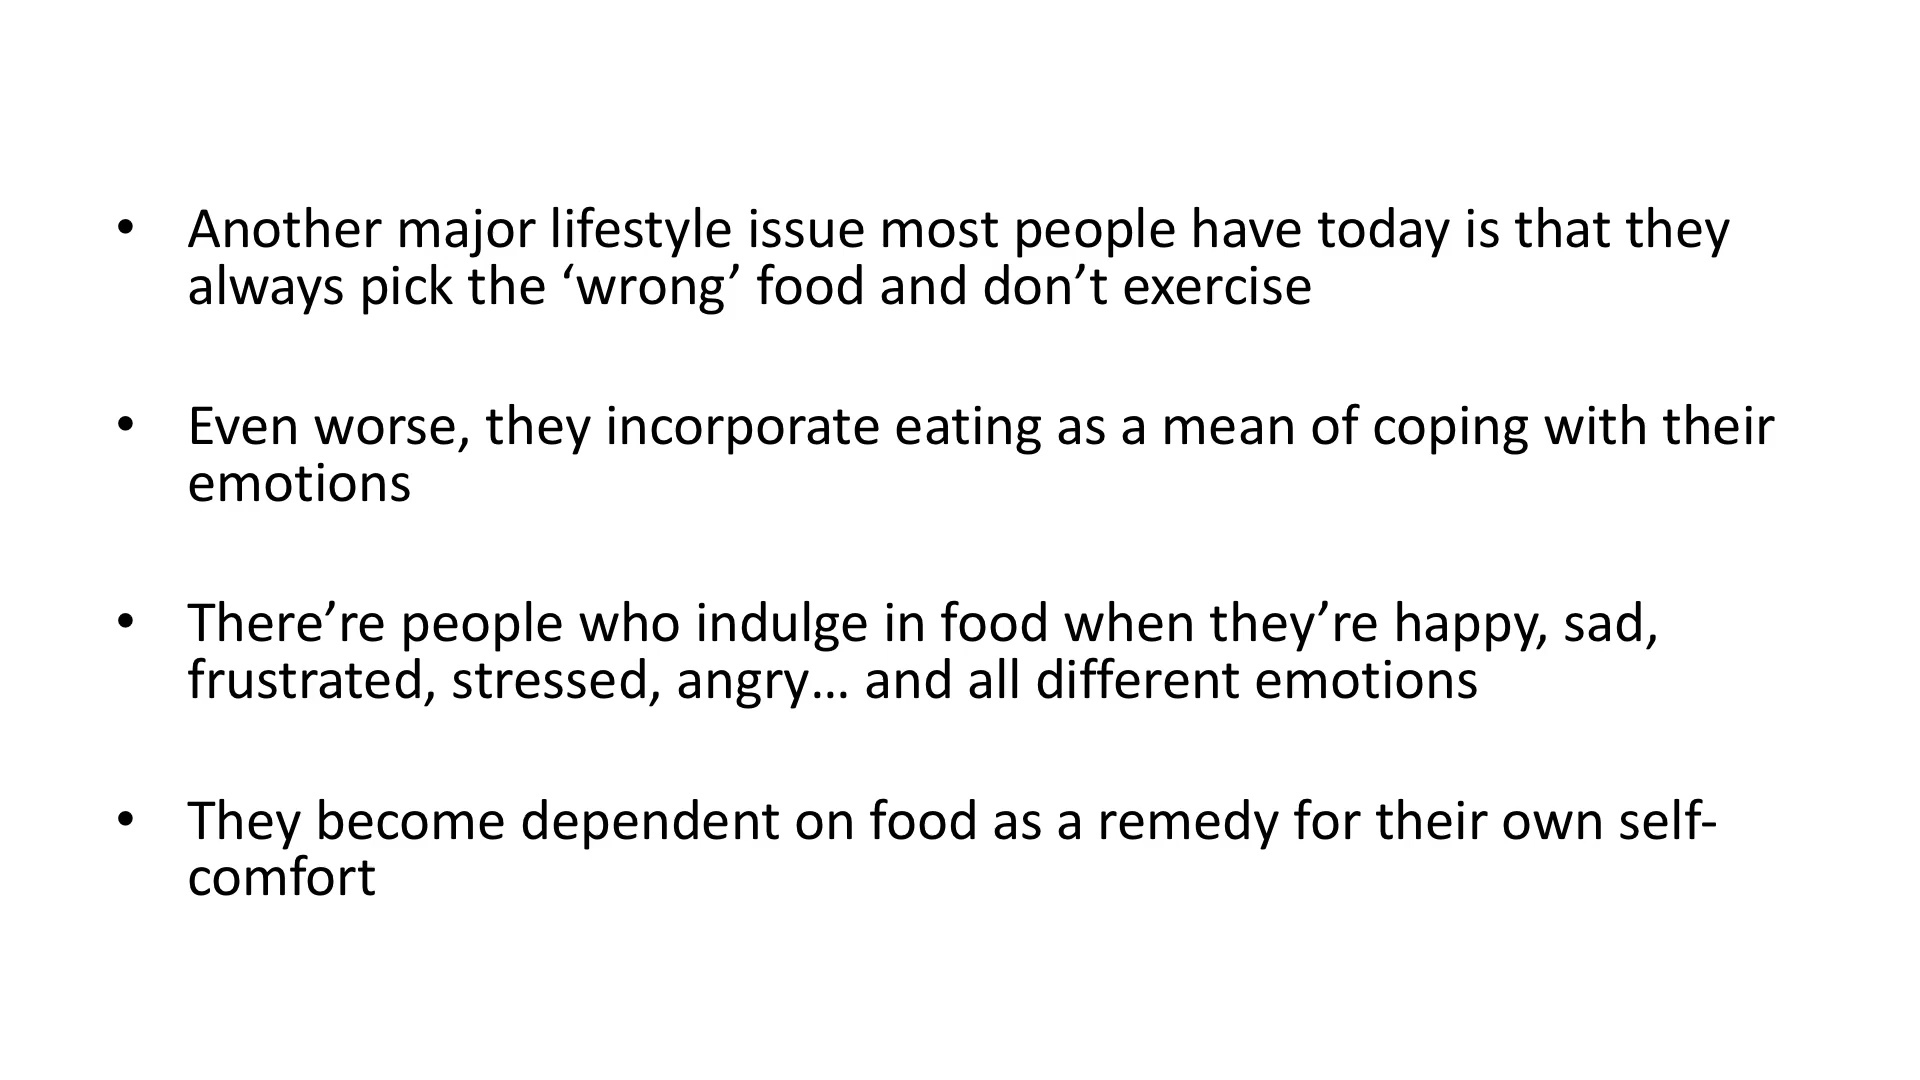 • Another major lifestyle issue most people have today is that they
always pick the ‘wrong’ food and don’t exercise
• Even worse, they incorporate eating as a mean of coping with their
emotions
• There’re people who indulge in food when they’re happy, sad,
frustrated, stressed, angry… and all different emotions
• They become dependent on food as a remedy for their own self-
comfort